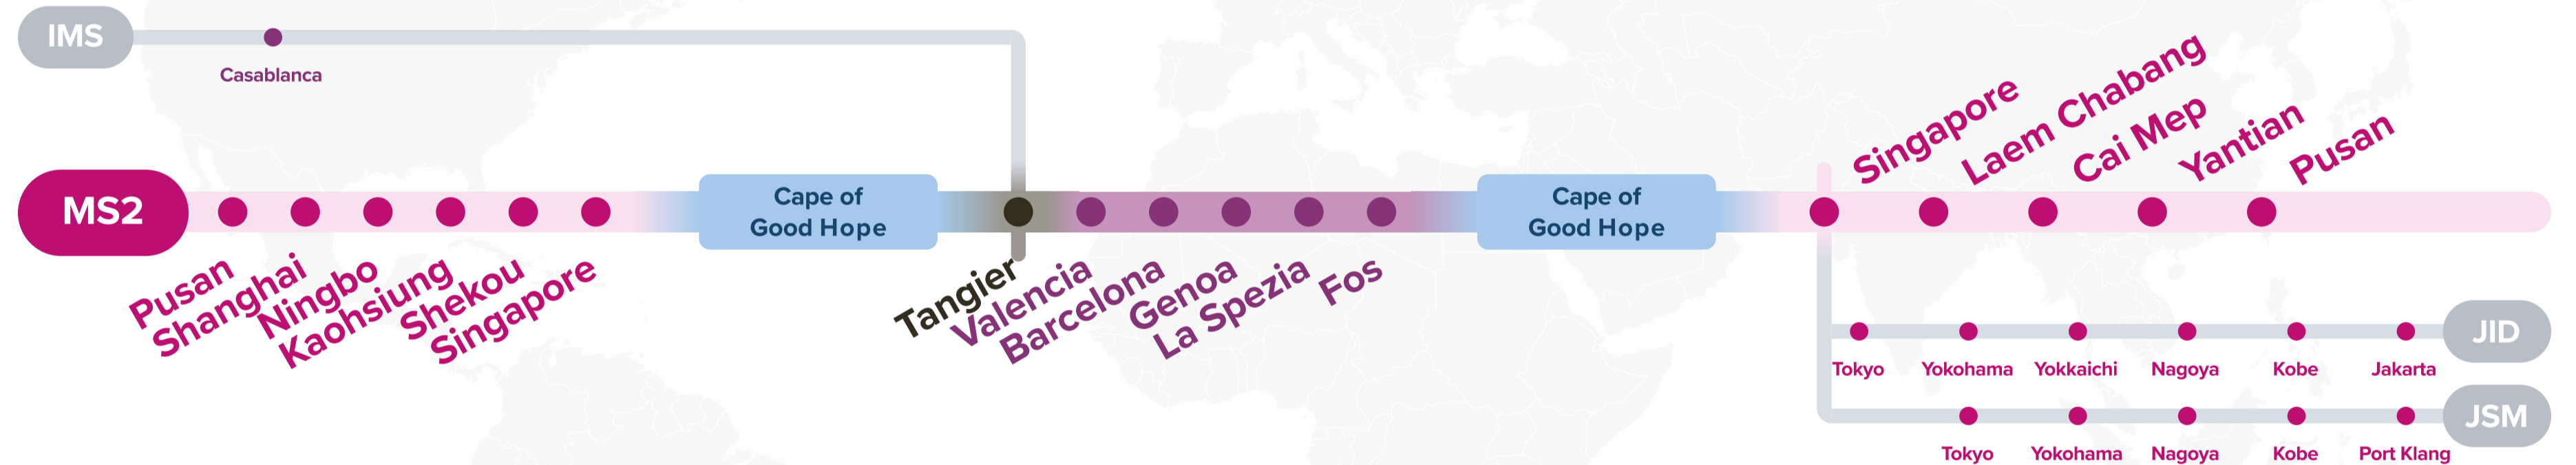 IMS
Casablanca
MS2
Pusan
Shanghai
Ningbo
Kaohsiung
Shekou
Singapore
Cape of
Good Hope
Tangier
Valencia
Barcelona
Genoa
La Spezia
Fos
Cape of
Good Hope
Singapore
Laem Chabang
Cai Mep
Yantian
Pusan
Tokyo
Yokohama
Yokkaichi
Nagoya
Kobe
Jakarta
JID
Tokyo
Yokohama
Nagoya
Kobe
Port Klang
JSM